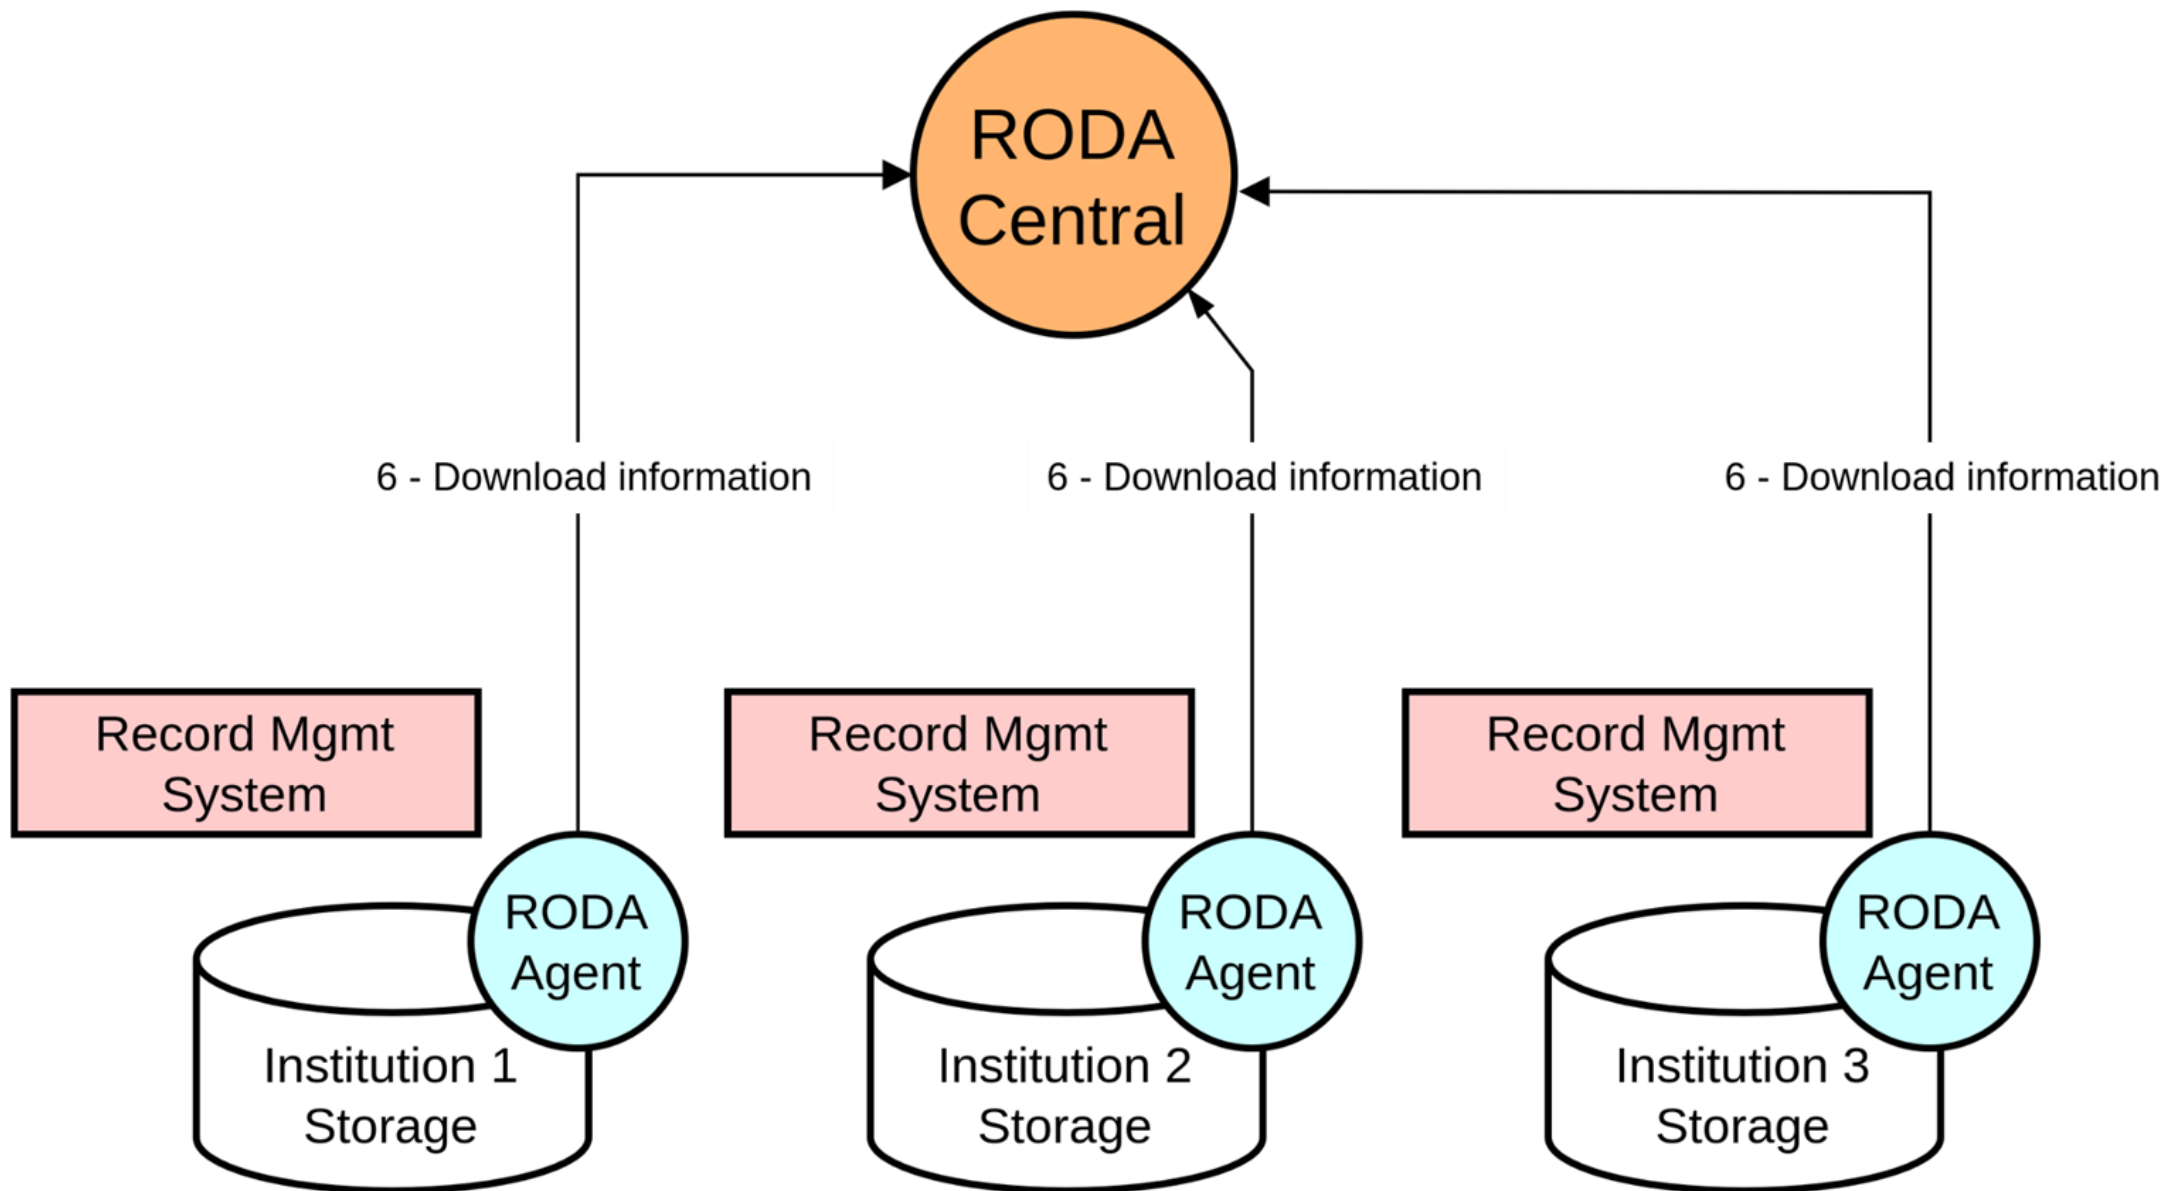 RODA
Central
6 - Download information
6 - Download information
6 - Download information
Record Mgmt
System
Record Mgmt
System
Record Mgmt
System
RODA
Agent
RODA
Agent
RODA
Agent
Institution 1
Storage
Institution 2
Storage
Institution 3
Storage